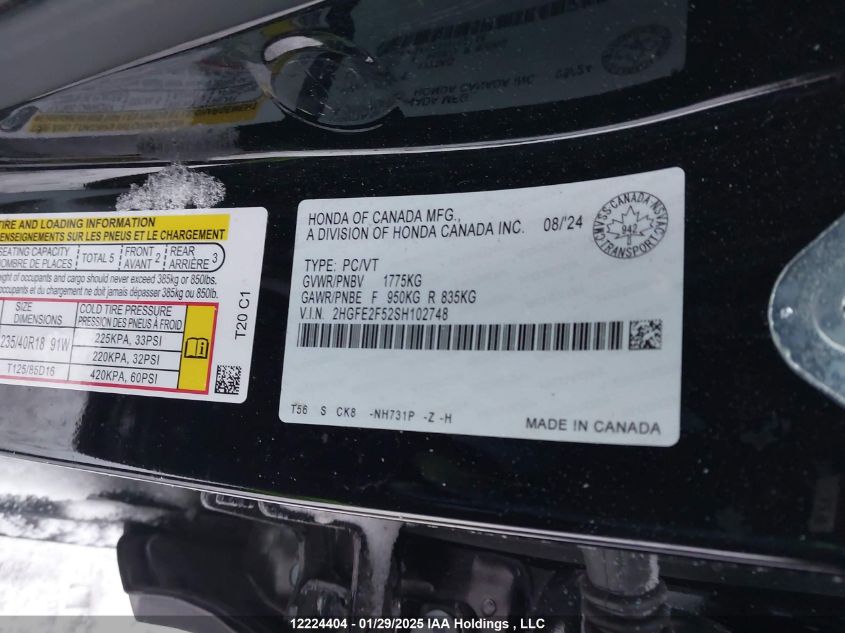 TIRE AND LOADING INFORMATION
RENSEIGNEMENTS SUR LES PNEUS ET LE CHARGEMENT
SEATING CAPACITY
NOMBRE DE PLACES
TOTAL 5
FRONT
AVANT 2
REAR
ARRIÈRE 3
weight of occupants and cargo should never exceed 385kg or 850lbs.
occupants et du chargement ne doit jamais dépasser 385kg ou 850lb.
SIZE
DIMENSIONS
COLD TIRE PRESSURE
PRESSION DES PNEUS À FROID
235/40R18 91W
225KPA, 33PSI
220KPA, 32PSI
T125/85D16
420KPA, 60PSI
T20 C1
HONDA OF CANADA MFG.,
A DIVISION OF HONDA CANADA INC. 08/'24
TYPE: PC/VT
GVWR/PNBV 1775KG
GAWR/PNBE F 950KG R 835KG
V.I.N. 2HGFE2F52SH102748
T56 S CK8 -NH731P -Z -H
MADE IN CANADA
942
TRANSPORT
12224404 - 01/29/2025 IAA Holdings , LLC